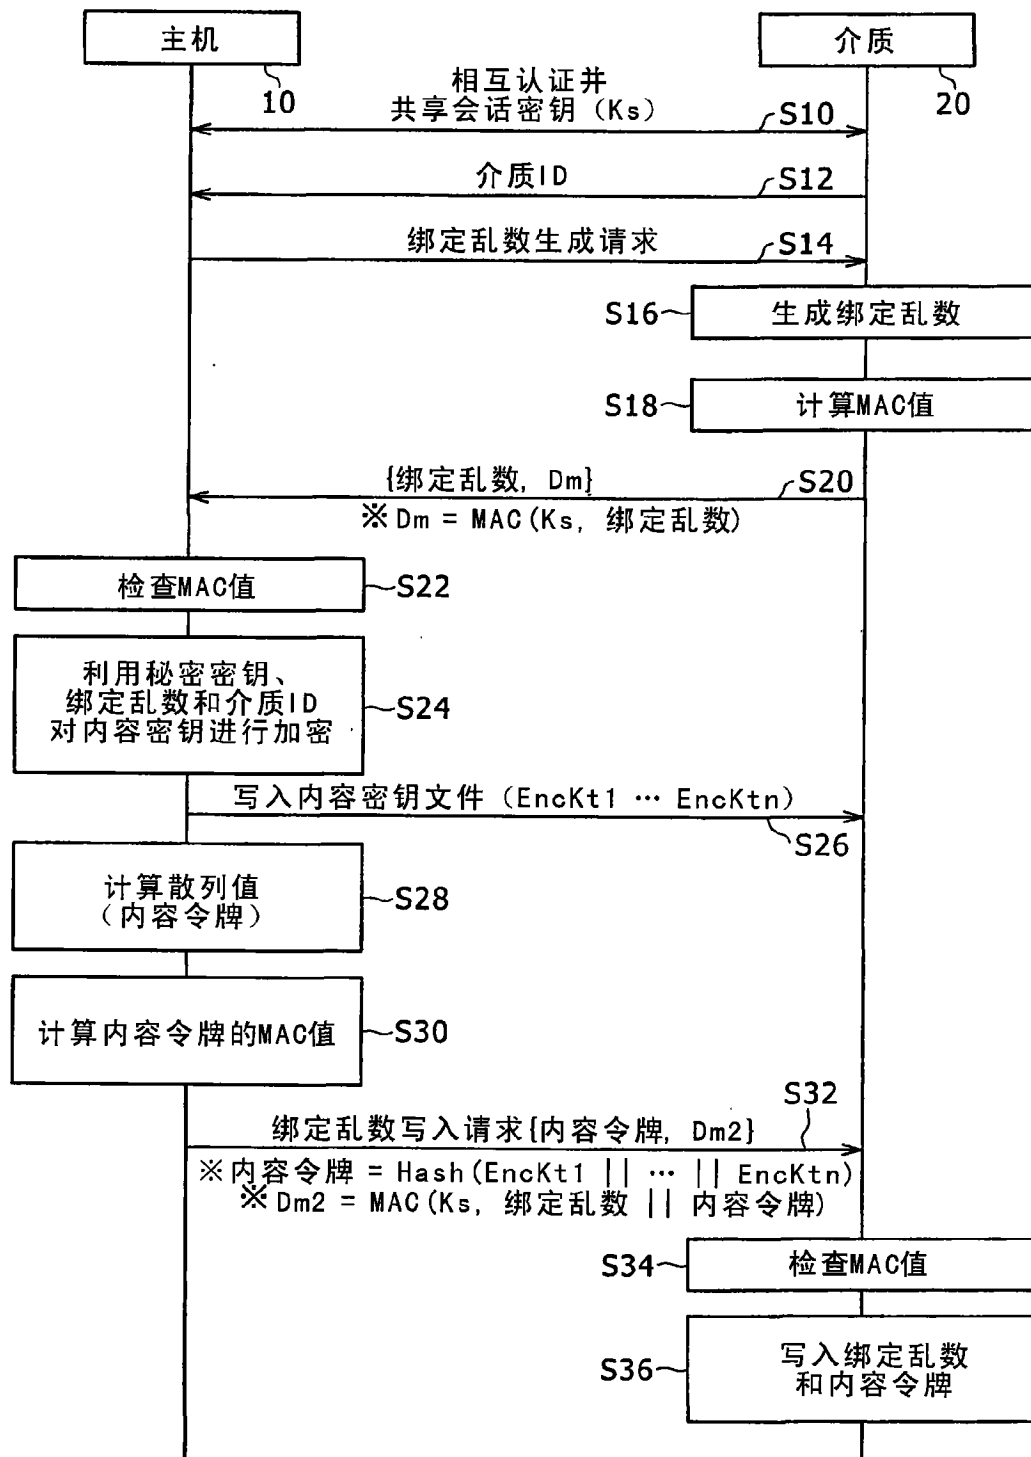 主机
介质
10
20
相互认证并
共享会话密钥（Ks）
S10
介质ID
S12
绑定乱数生成请求
S14
S16
生成绑定乱数
S18
计算MAC值
{绑定乱数, Dm}
S20
※Dm = MAC(Ks, 绑定乱数)
检查MAC值
S22
利用秘密密钥、
绑定乱数和介质ID
对内容密钥进行加密
S24
写入内容密钥文件（EncKt1 ··· EncKtn）
S26
计算散列值
（内容令牌）
S28
计算内容令牌的MAC值
S30
S32
绑定乱数写入请求{内容令牌, Dm2}
※内容令牌 = Hash(EncKt1 || ··· || EncKtn)
※Dm2 = MAC(Ks, 绑定乱数 || 内容令牌)
S34
检查MAC值
S36
写入绑定乱数
和内容令牌